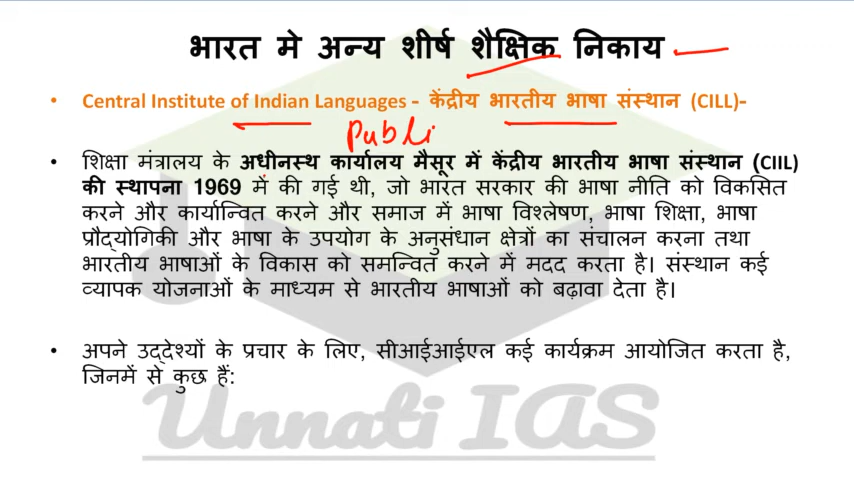 भारत मे अन्य शीर्ष शैक्षिक निकाय
• Central Institute of Indian Languages - केंद्रीय भारतीय भाषा संस्थान (CILL)-
Publi
• शिक्षा मंत्रालय के अधीनस्थ कार्यालय मैसूर में केंद्रीय भारतीय भाषा संस्थान (CIIL)
की स्थापना 1969 में की गई थी, जो भारत सरकार की भाषा नीति को विकसित
करने और कार्यान्वित करने और समाज में भाषा विश्लेषण, भाषा शिक्षा, भाषा
प्रौद्योगिकी और भाषा के उपयोग के अनुसंधान क्षेत्रों का संचालन करना तथा
भारतीय भाषाओं के विकास को समन्वित करने में मदद करता है। संस्थान कई
व्यापक योजनाओं के माध्यम से भारतीय भाषाओं को बढ़ावा देता है।
• अपने उद्देश्यों के प्रचार के लिए, सीआईआईएल कई कार्यक्रम आयोजित करता है,
जिनमें से कुछ हैं:
Unnati IAS